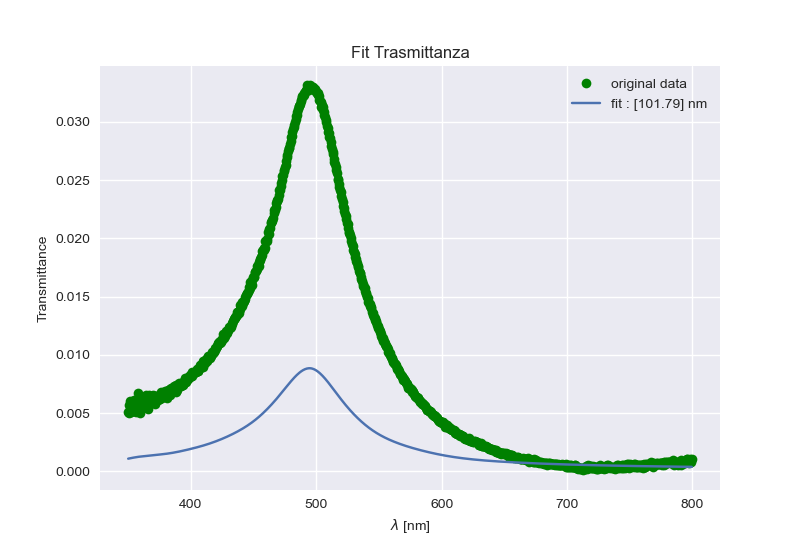 Fit Trasmittanza
original data
fit : [101.79] nm
0.030
0.025
0.020
0.015
0.010
0.005
0.000
Transmittance
400
500
600
700
800
λ [nm]